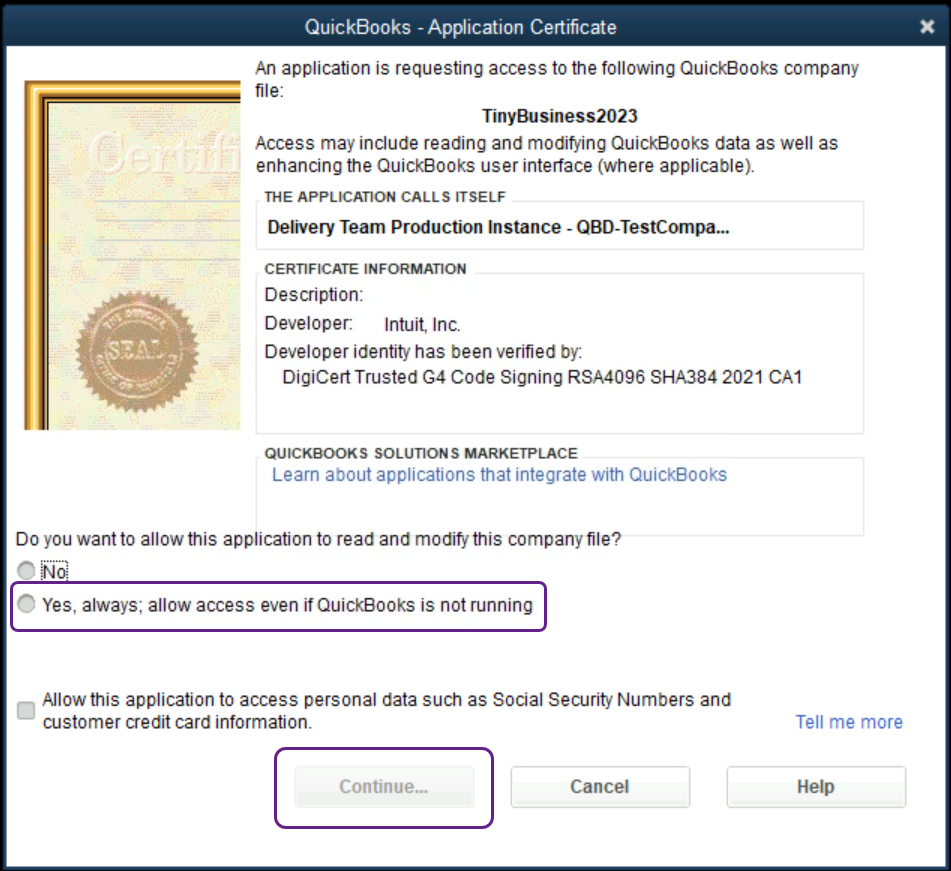 QuickBooks - Application Certificate
An application is requesting access to the following QuickBooks company
file:
TinyBusiness2023
Access may include reading and modifying QuickBooks data as well as
enhancing the QuickBooks user interface (where applicable).
Certifi
THE APPLICATION CALLS ITSELF
Delivery Team Production Instance - QBD-TestCompa...
CERTIFICATE INFORMATION
Description:
Developer: Intuit, Inc.
Developer identity has been verified by:
DigiCert Trusted G4 Code Signing RSA4096 SHA384 2021 CA1
THE OFFICIAL
SEAL
QUICKBOOKS SOLUTIONS MARKETPLACE
Learn about applications that integrate with QuickBooks
Do you want to allow this application to read and modify this company file?
No
Yes, always; allow access even if QuickBooks is not running
Allow this application to access personal data such as Social Security Numbers and
customer credit card information.
Tell me more
Continue...
Cancel
Help